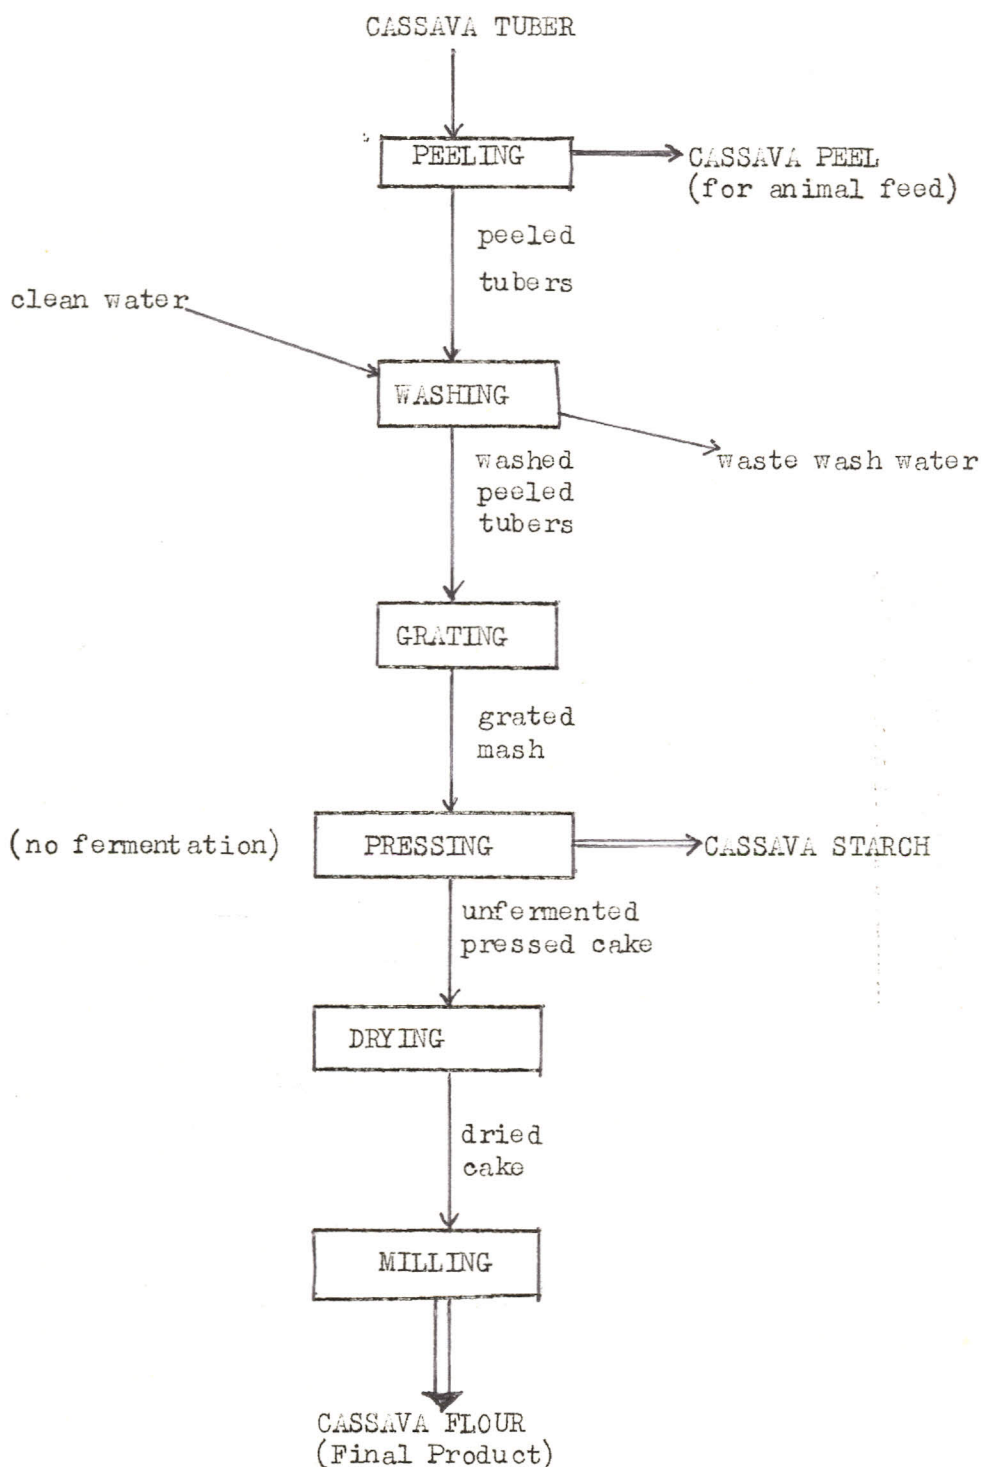 CASSAVA TUBER
PEELING
CASSAVA PEEL
(for animal feed)
peeled
tubers
clean water
WASHING
waste wash water
washed
peeled
tubers
GRATING
grated
mash
(no fermentation)
PRESSING
CASSAVA STARCH
unfermented
pressed cake
DRYING
dried
cake
MILLING
CASSAVA FLOUR
(Final Product)